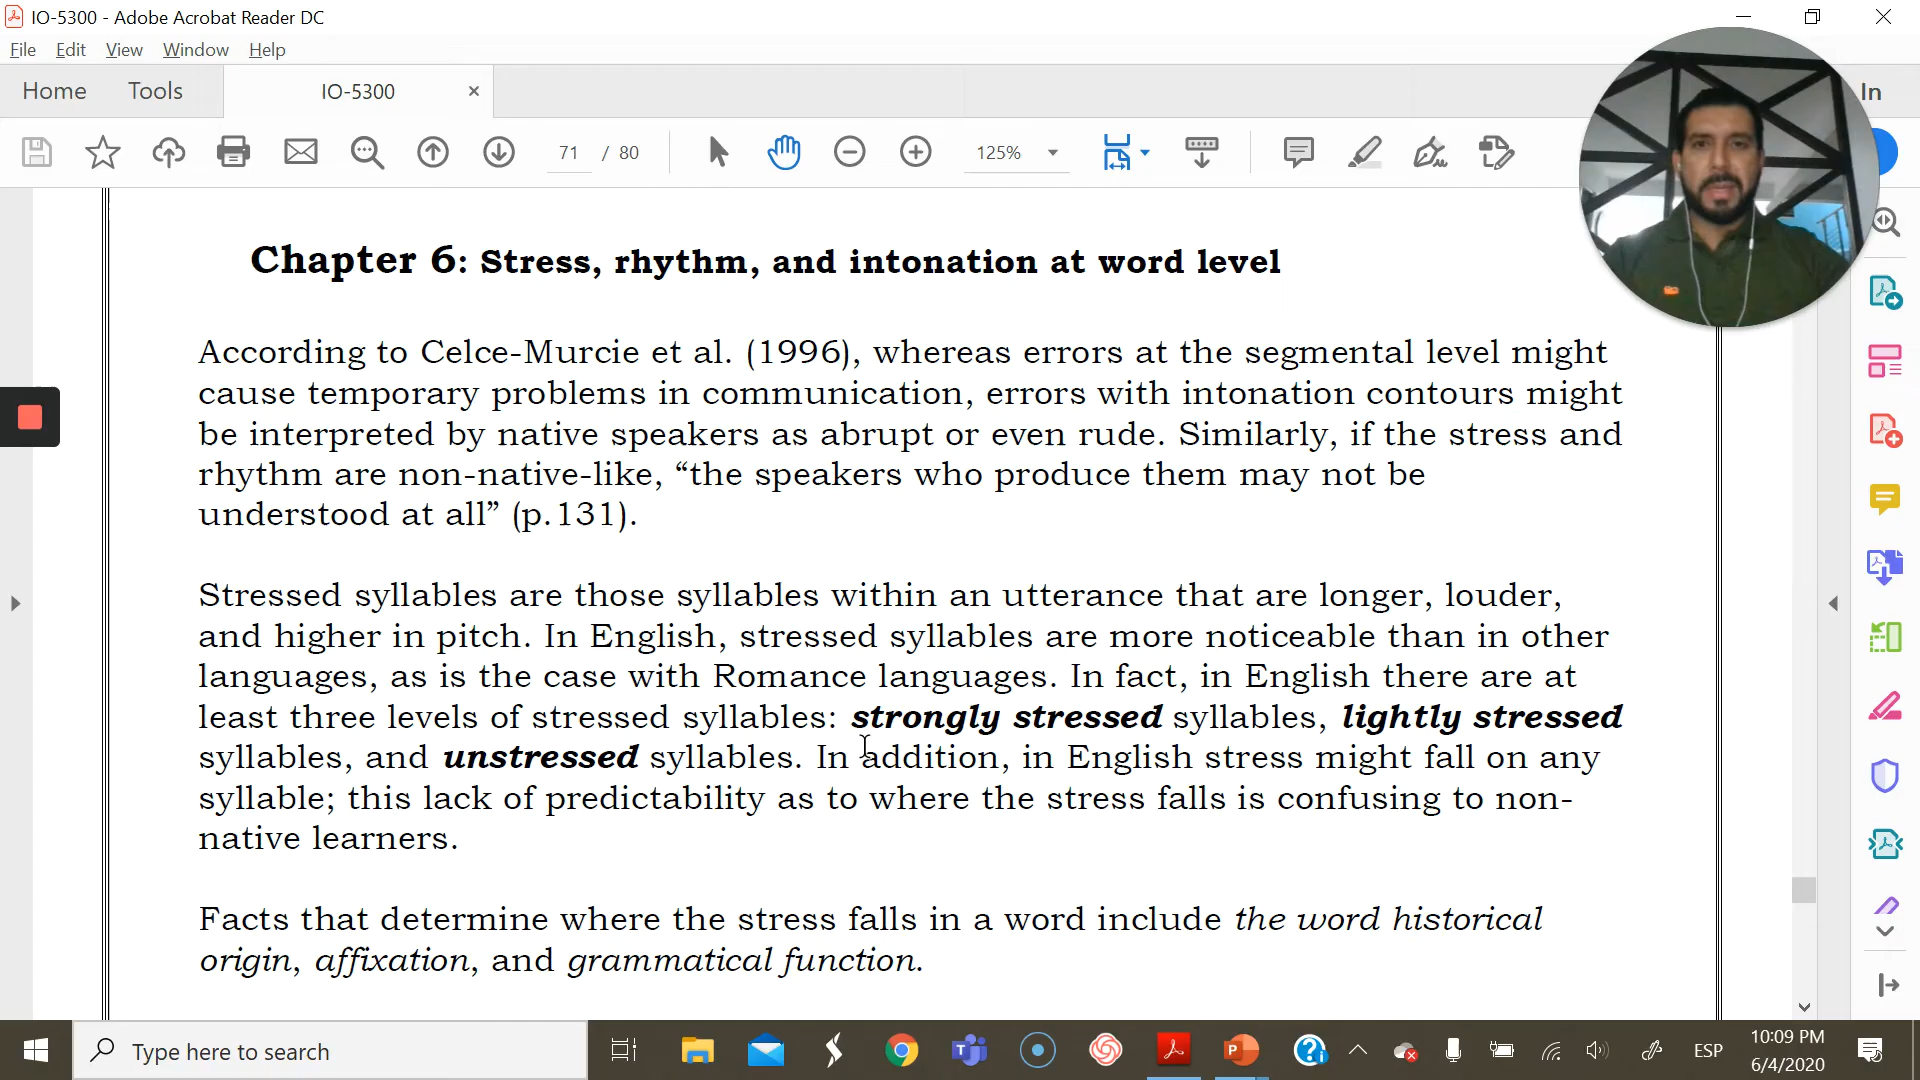 IO-5300 - Adobe Acrobat Reader DC
File Edit View Window Help
Home Tools IO-5300 × In
71 / 80 125%
Chapter 6: Stress, rhythm, and intonation at word level
According to Celce-Murcie et al. (1996), whereas errors at the segmental level might
cause temporary problems in communication, errors with intonation contours might
be interpreted by native speakers as abrupt or even rude. Similarly, if the stress and
rhythm are non-native-like, “the speakers who produce them may not be
understood at all” (p.131).
Stressed syllables are those syllables within an utterance that are longer, louder,
and higher in pitch. In English, stressed syllables are more noticeable than in other
languages, as is the case with Romance languages. In fact, in English there are at
least three levels of stressed syllables: strongly stressed syllables, lightly stressed
syllables, and unstressed syllables. In addition, in English stress might fall on any
syllable; this lack of predictability as to where the stress falls is confusing to non-
native learners.
Facts that determine where the stress falls in a word include the word historical
origin, affixation, and grammatical function.
Type here to search
ESP
10:09 PM
6/4/2020